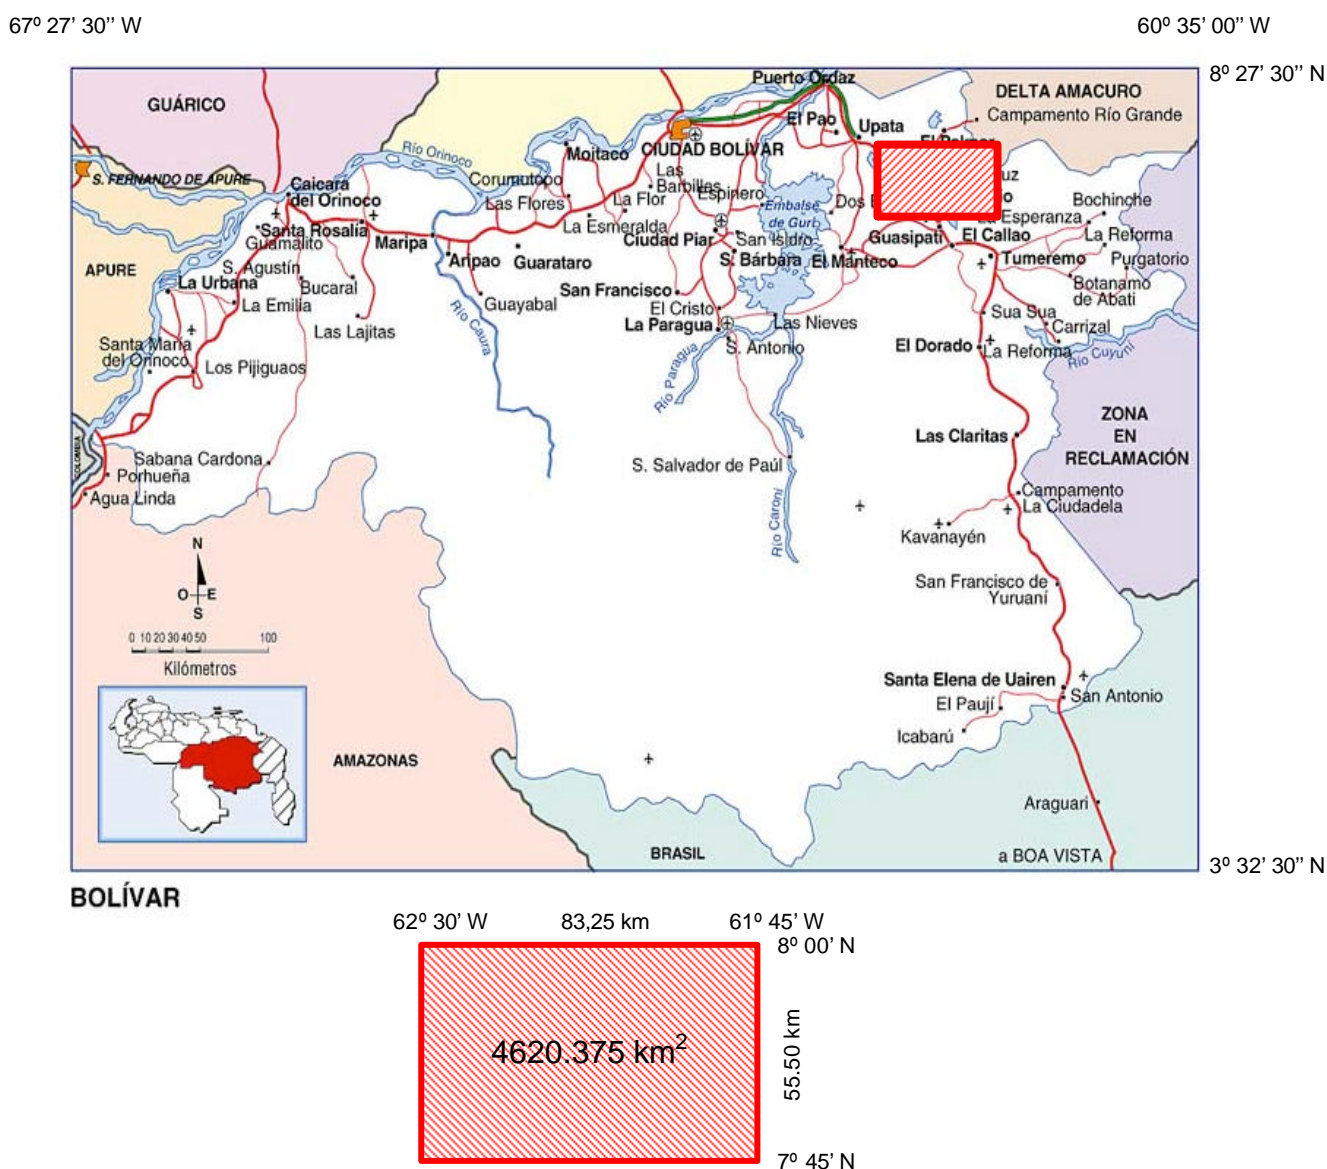 67º 27' 30'' W
60º 35' 00'' W
8º 27' 30'' N
GUÁRICO
Puerto Ordaz
DELTA AMACURO
Campamento Río Grande
El Pao
Upata
Río Orinoco
Moitaco
CIUDAD BOLÍVAR
El Palmar
S. FERNANDO DE APURE
Caicara
del Orinoco
Corumutopo
Las
Barbilles
Espinero
uz
Las Flores
La Flor
Embalse
de Guri
Dos
o
Bochinche
La Esmeralda
La Esperanza
Santa Rosalía
Guamalito
Maripa
Ciudad Piar
San Isidro
Guasipati
El Callao
La Reforma
APURE
S. Agustín
Aripao
Guarataro
S. Bárbara
El Manteco
Tumeremo
Purgatorio
La Urbana
Bucaral
Guayabal
San Francisco
Botanamo
de Abati
La Emilia
El Cristo
Sua Sua
Las Lajitas
Río Caura
La Paragua
Las Nieves
Carrizal
Santa María
del Orinoco
S. Antonio
El Dorado
La Reforma
Río Cuyuní
Los Pijiguaos
Río Paragua
ZONA
EN
RECLAMACIÓN
Las Claritas
COLOMBIA
Sabana Cardona
S. Salvador de Paúl
Porhueña
Agua Linda
Campamento
La Ciudadela
Río Caroní
Kavanayén
N
O E
S
San Francisco de
Yuruaní
0 10 20 30 40 50 100
Kilómetros
Santa Elena de Uairen
San Antonio
El Paují
Icabarú
AMAZONAS
Araguari
BRASIL
a BOA VISTA
3º 32' 30'' N
BOLÍVAR
62º 30' W
83,25 km
61º 45' W
8º 00' N
4620.375 km²
55.50 km
7º 45' N